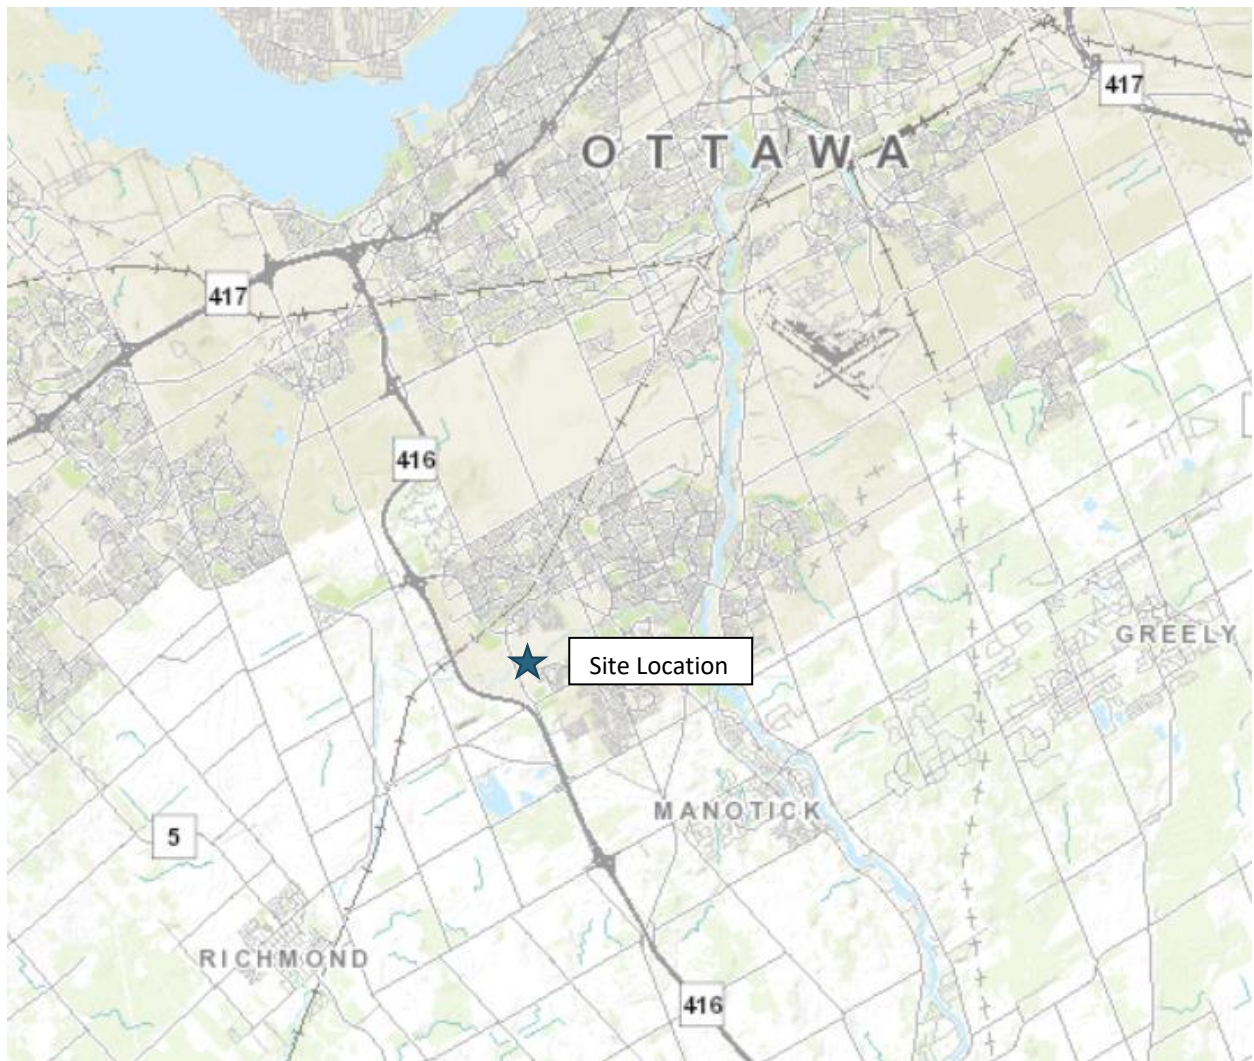 417
OTTAWA
417
416
GREELY
Site Location
MANOTICK
5
RICHMOND
416